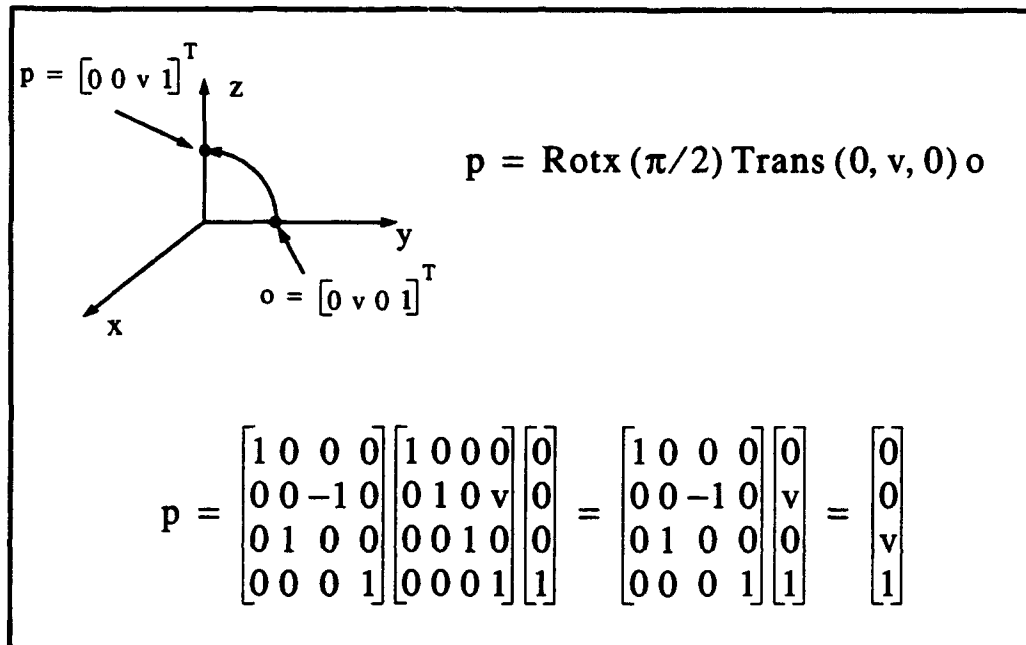 p = [0 0 v 1]^T
z
p = Rotx (π/2) Trans (0, v, 0) o
y
o = [0 v 0 1]^T
x
[1 0 0 0] [1 0 0 0] [0]   [1 0 0 0] [0]   [0]
p = [0 0 −1 0] [0 1 0 v] [0] = [0 0 −1 0] [v] = [0]
[0 1 0 0] [0 0 1 0] [0]   [0 1 0 0] [0]   [v]
[0 0 0 1] [0 0 0 1] [1]   [0 0 0 1] [1]   [1]